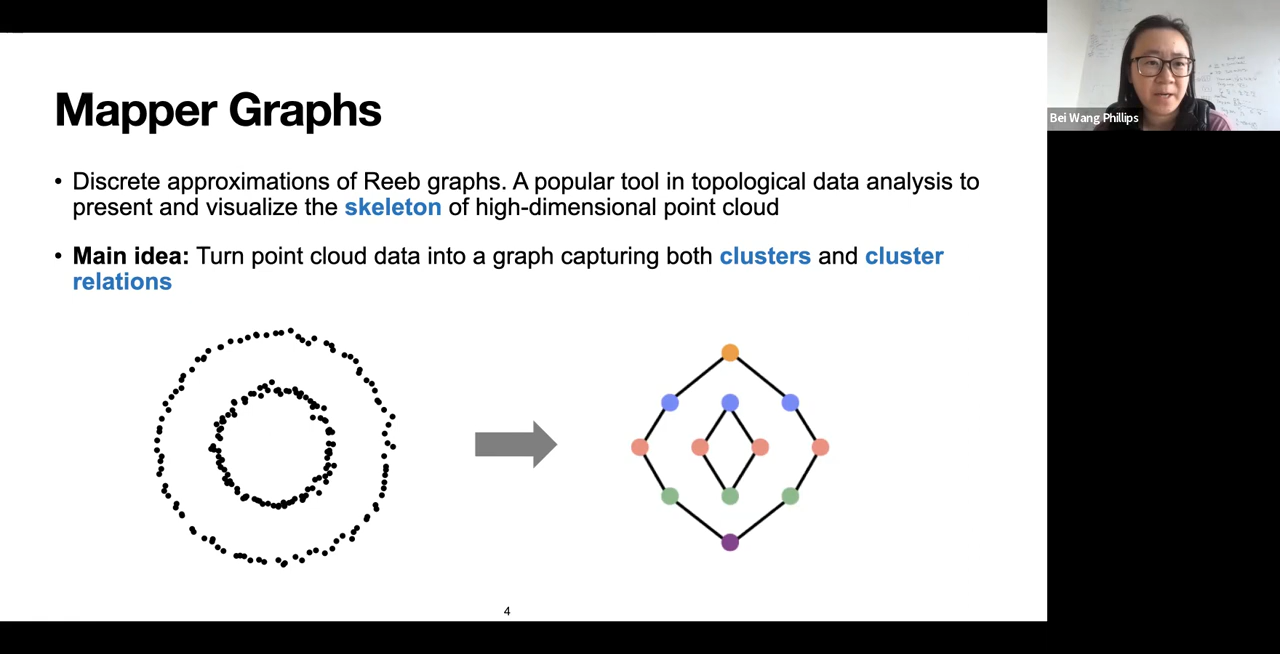 Mapper Graphs
• Discrete approximations of Reeb graphs. A popular tool in topological data analysis to
present and visualize the skeleton of high-dimensional point cloud
• Main idea: Turn point cloud data into a graph capturing both clusters and cluster
relations
4
Bei Wang Phillips